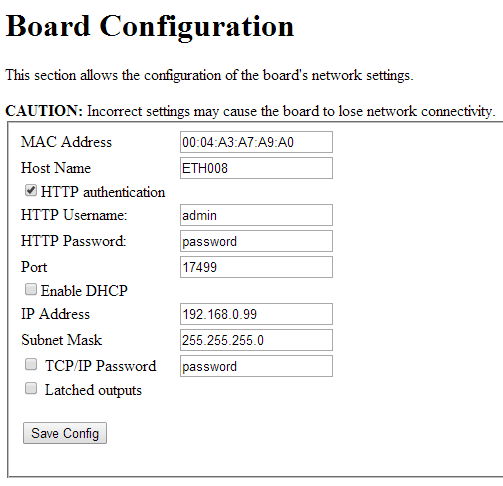 Board Configuration
This section allows the configuration of the board's network settings.
CAUTION: Incorrect settings may cause the board to lose network connectivity.
MAC Address 00:04:A3:A7:A9:A0
Host Name ETH008
HTTP authentication
HTTP Username: admin
HTTP Password: password
Port 17499
Enable DHCP
IP Address 192.168.0.99
Subnet Mask 255.255.255.0
TCP/IP Password password
Latched outputs
Save Config